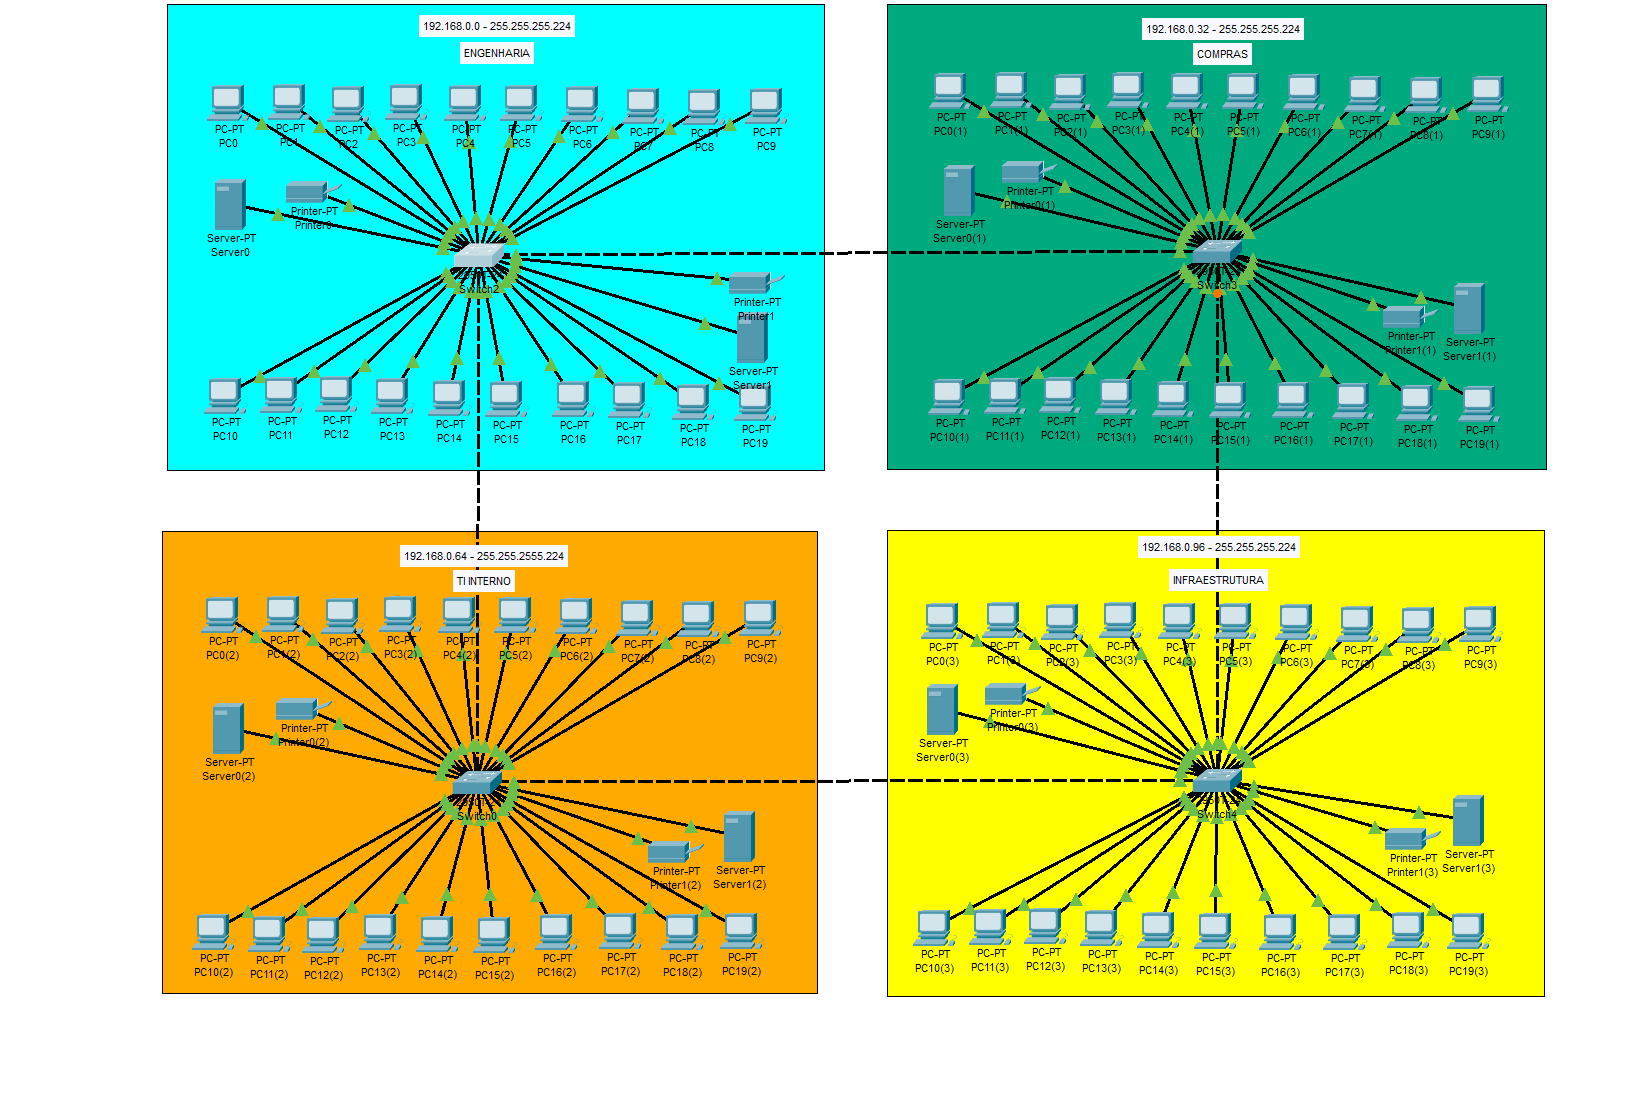 192.168.0.0 - 255.255.255.224
ENGENHARIA
PC-PT PC-PT PC-PT PC-PT PC-PT PC-PT PC-PT PC-PT PC-PT PC-PT
PC0 PC1 PC2 PC3 PC4 PC5 PC6 PC7 PC8 PC9
Printer-PT
Printer0
Server-PT
Server0
Switch2
Printer-PT
Printer1
Server-PT
Server1
PC-PT PC-PT PC-PT PC-PT PC-PT PC-PT PC-PT PC-PT PC-PT PC-PT
PC10 PC11 PC12 PC13 PC14 PC15 PC16 PC17 PC18 PC19
192.168.0.32 - 255.255.255.224
COMPRAS
PC-PT PC-PT PC-PT PC-PT PC-PT PC-PT PC-PT PC-PT PC-PT PC-PT
PC0(1) PC1(1) PC2(1) PC3(1) PC4(1) PC5(1) PC6(1) PC7(1) PC8(1) PC9(1)
Printer-PT
Printer0(1)
Server-PT
Server0(1)
Switch3
Printer-PT
Printer1(1)
Server-PT
Server1(1)
PC-PT PC-PT PC-PT PC-PT PC-PT PC-PT PC-PT PC-PT PC-PT PC-PT
PC10(1) PC11(1) PC12(1) PC13(1) PC14(1) PC15(1) PC16(1) PC17(1) PC18(1) PC19(1)
192.168.0.64 - 255.255.2555.224
TI INTERNO
PC-PT PC-PT PC-PT PC-PT PC-PT PC-PT PC-PT PC-PT PC-PT PC-PT
PC0(2) PC1(2) PC2(2) PC3(2) PC4(2) PC5(2) PC6(2) PC7(2) PC8(2) PC9(2)
Printer-PT
Printer0(2)
Server-PT
Server0(2)
Switch0
Printer-PT
Printer1(2)
Server-PT
Server1(2)
PC-PT PC-PT PC-PT PC-PT PC-PT PC-PT PC-PT PC-PT PC-PT PC-PT
PC10(2) PC11(2) PC12(2) PC13(2) PC14(2) PC15(2) PC16(2) PC17(2) PC18(2) PC19(2)
192.168.0.96 - 255.255.255.224
INFRAESTRUTURA
PC-PT PC-PT PC-PT PC-PT PC-PT PC-PT PC-PT PC-PT PC-PT PC-PT
PC0(3) PC1(3) PC2(3) PC3(3) PC4(3) PC5(3) PC6(3) PC7(3) PC8(3) PC9(3)
Printer-PT
Printer0(3)
Server-PT
Server0(3)
Switch4
Printer-PT
Printer1(3)
Server-PT
Server1(3)
PC-PT PC-PT PC-PT PC-PT PC-PT PC-PT PC-PT PC-PT PC-PT PC-PT
PC10(3) PC11(3) PC12(3) PC13(3) PC14(3) PC15(3) PC16(3) PC17(3) PC18(3) PC19(3)